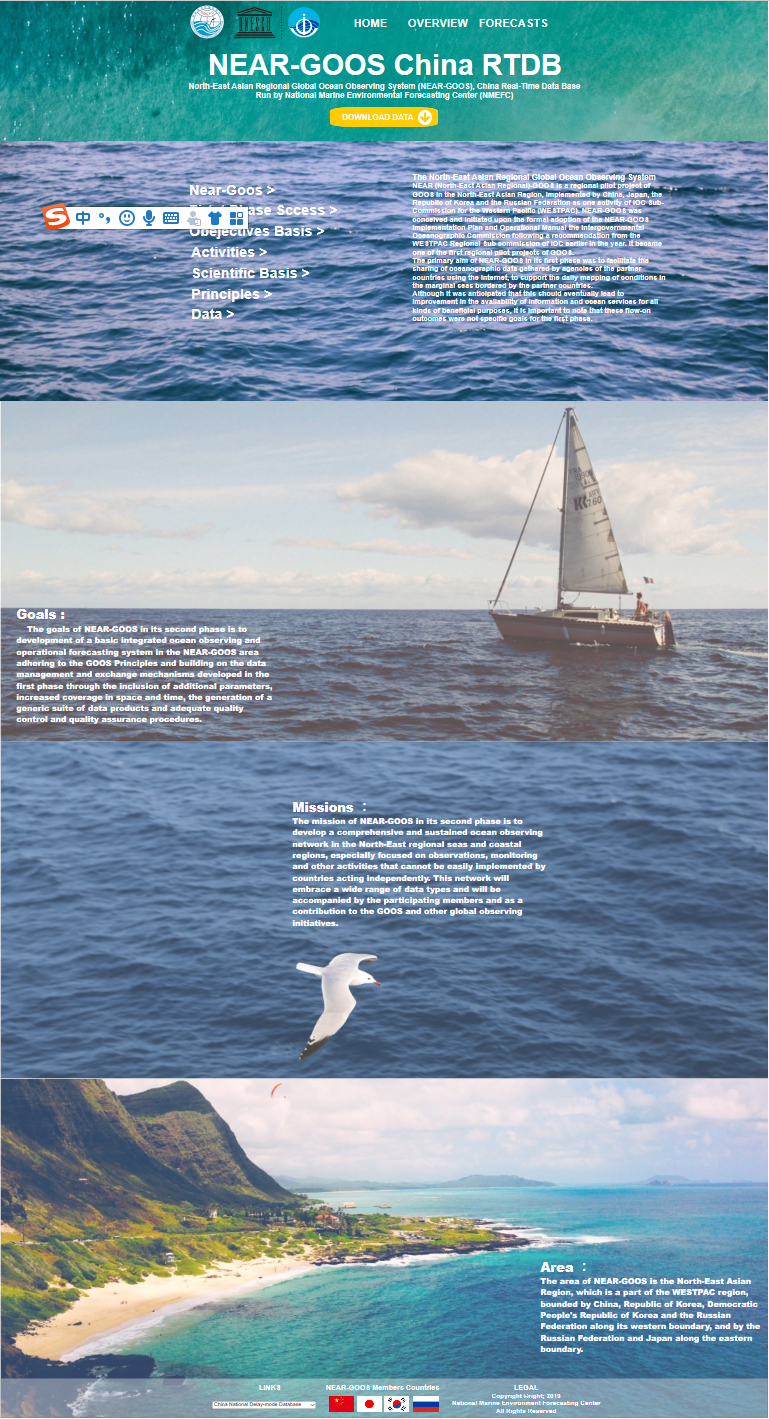 UNESCO
HOME OVERVIEW FORECASTS
NEAR-GOOS China RTDB
North-East Asian Regional Global Ocean Observing System (NEAR-GOOS), China Real-Time Data Base
Run by National Marine Environmental Forecasting Center (NMEFC)
DOWNLOAD DATA
Near-Goos >
Phase Sccess >
Obejectives Basis >
Activities >
Scientific Basis >
Principles >
Data >
S中
The North-East Asian Regional Global Ocean Observing System
NEAR (North-East Asian Regional)-GOOS is a regional pilot project of
GOOS in the North-East Asian Region, implemented by China, Japan, the
Republic of Korea and the Russian Federation as one activity of IOC Sub-
Commission for the Western Pacific (WESTPAC). NEAR-GOOS was
conceived and initiated upon the formal adoption of the NEAR-GOOS
Implementation Plan and Operational Manual the Intergovernmental
Oceanographic Commission following a recommendation from the
WESTPAC Regional Sub commission of IOC earlier in the year. It became
one of the first regional pilot projects of GOOS.
The primary aim of NEAR-GOOS in its first phase was to facilitate the
sharing of oceanographic data gathered by agencies of the partner
countries using the Internet, to support the daily mapping of conditions in
the marginal seas bordered by the partner countries.
Although it was anticipated that this should eventually lead to
improvement in the availability of information and ocean services for all
kinds of beneficial purposes, it is important to note that these flow-on
outcomes were not specific goals for the first phase.
Goals :
The goals of NEAR-GOOS in its second phase is to
development of a basic integrated ocean observing and
operational forecasting system in the NEAR-GOOS area
adhering to the GOOS Principles and building on the data
management and exchange mechanisms developed in the
first phase through the inclusion of additional parameters,
increased coverage in space and time, the generation of a
generic suite of data products and adequate quality
control and quality assurance procedures.
Missions ：
The mission of NEAR-GOOS in its second phase is to
develop a comprehensive and sustained ocean observing
network in the North-East regional seas and coastal
regions, especially focused on observations, monitoring
and other activities that cannot be easily implemented by
countries acting independently. This network will
embrace a wide range of data types and will be
accompanied by the participating members and as a
contribution to the GOOS and other global observing
initiatives.
Area ：
The area of NEAR-GOOS is the North-East Asian
Region, which is a part of the WESTPAC region,
bounded by China, Republic of Korea, Democratic
People's Republic of Korea and the Russian
Federation along its western boundary, and by the
Russian Federation and Japan along the eastern
boundary.
LINKS NEAR-GOOS Members Countries LEGAL
China National Delay-mode Database
2019
National Marine Environment Forecasting Center
All Rights Reserved